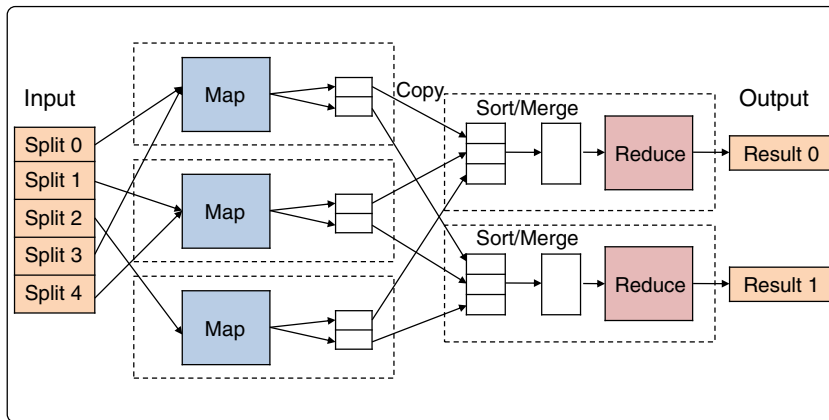 Input
Split 0
Split 1
Split 2
Split 3
Split 4
Map
Map
Map
Copy
Sort/Merge
Reduce
Sort/Merge
Reduce
Output
Result 0
Result 1